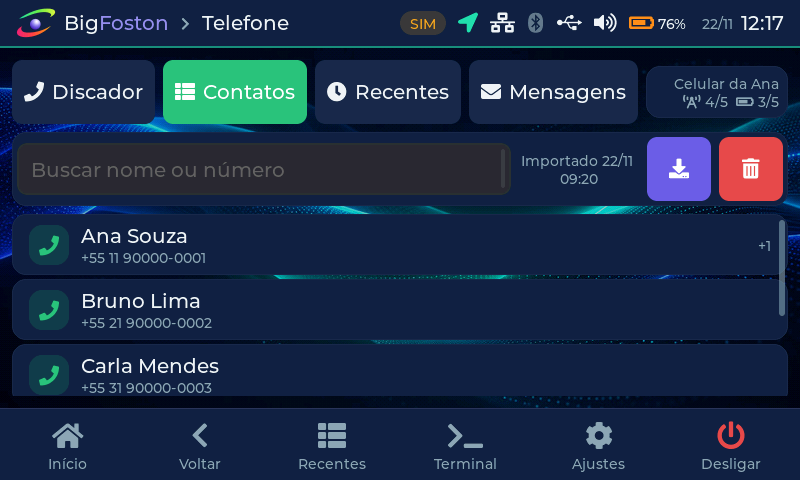 BigFoston > Telefone
SIM
76%
22/11
12:17
Discador
Contatos
Recentes
Mensagens
Celular da Ana
4/5 3/5
Buscar nome ou número
Importado 22/11
09:20
Ana Souza
+55 11 90000-0001
+1
Bruno Lima
+55 21 90000-0002
Carla Mendes
+55 31 90000-0003
Início
Voltar
Recentes
Terminal
Ajustes
Desligar